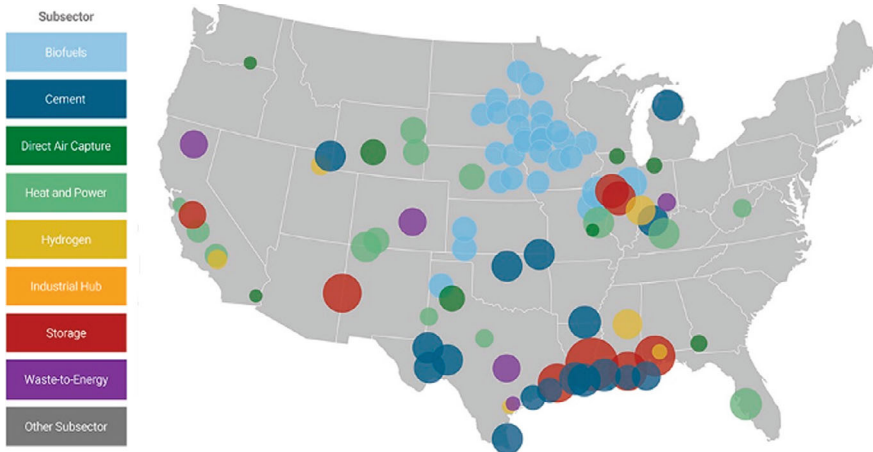 Subsector
Biofuels
Cement
Direct Air Capture
Heat and Power
Hydrogen
Industrial Hub
Storage
Waste-to-Energy
Other Subsector